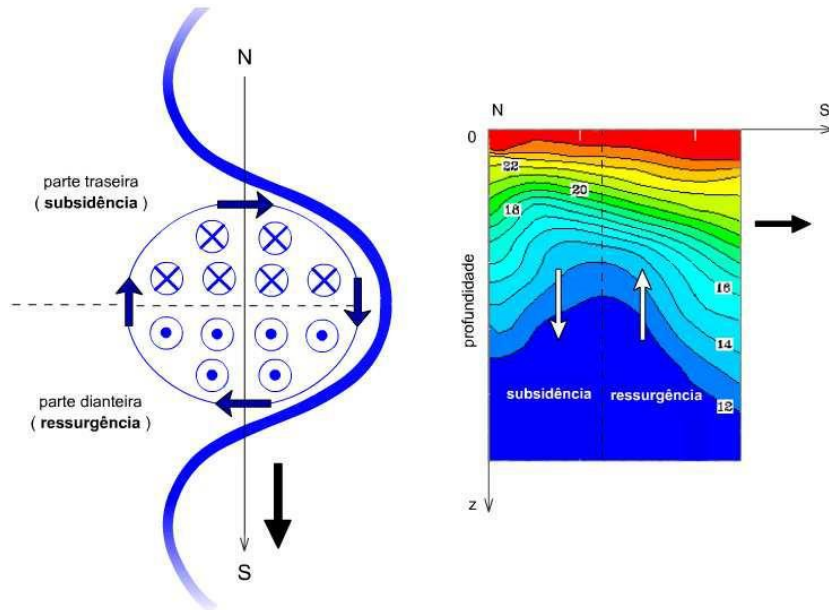 N
parte traseira
( subsidência )
parte dianteira
( ressurgência )
S
N
S
0
profundidade
z
22
20
18
16
14
12
subsidência
ressurgência